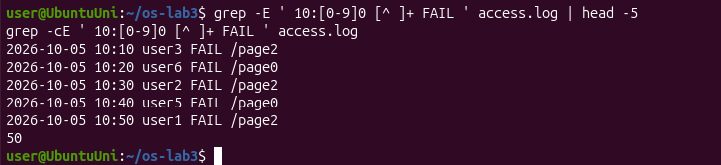 user@UbuntuUni:~/os-lab3$ grep -E ' 10:[0-9]0 [^ ]+ FAIL ' access.log | head -5
grep -cE ' 10:[0-9]0 [^ ]+ FAIL ' access.log
2026-10-05 10:10 user3 FAIL /page2
2026-10-05 10:20 user6 FAIL /page0
2026-10-05 10:30 user2 FAIL /page2
2026-10-05 10:40 user5 FAIL /page0
2026-10-05 10:50 user1 FAIL /page2
50
user@UbuntuUni:~/os-lab3$